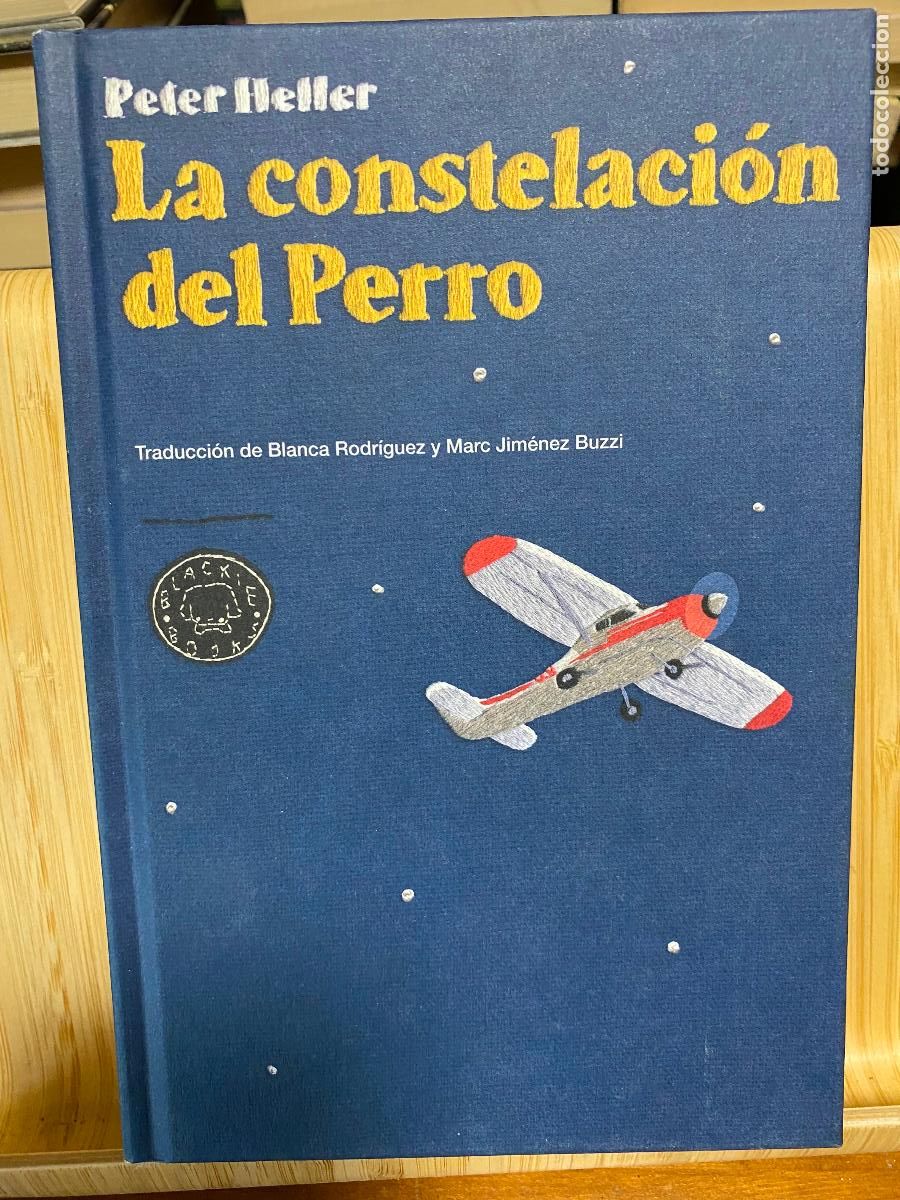 Peter Heller
La constelación
del Perro
Traducción de Blanca Rodríguez y Marc Jiménez Buzzi
BLACKIE
BOOKS
todocoleccion